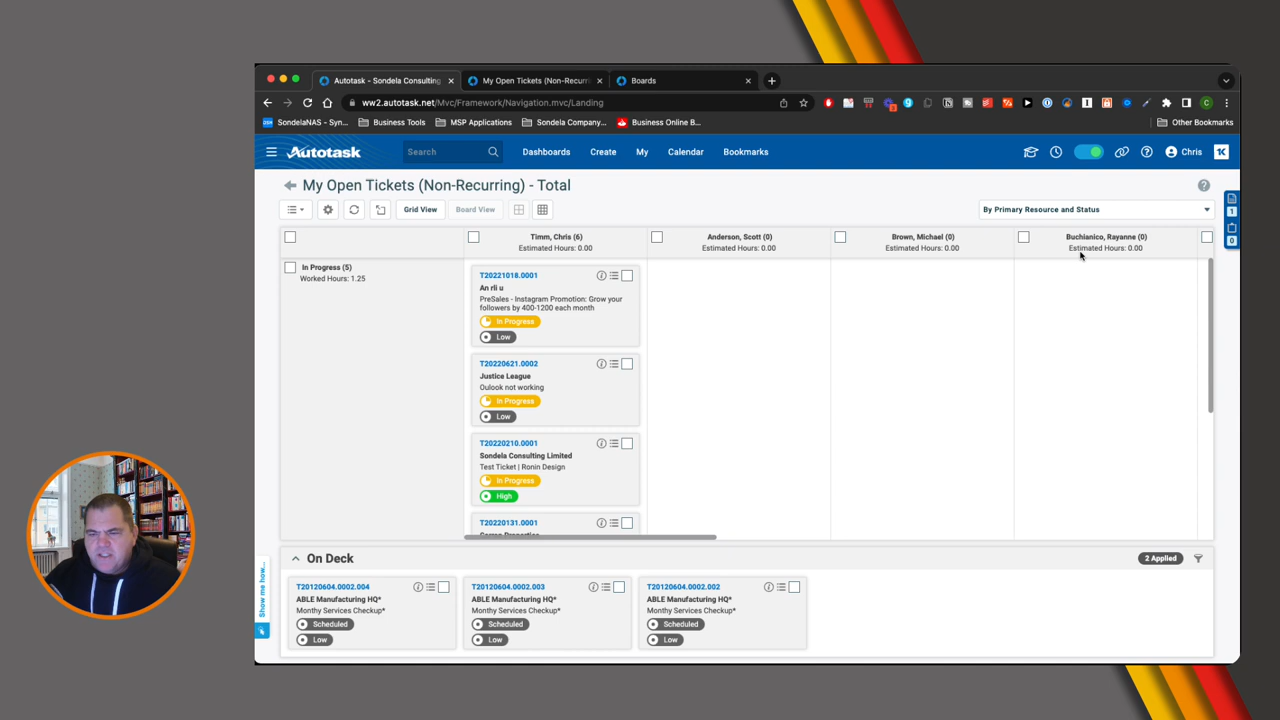 Autotask - Sondela Consulting
My Open Tickets (Non-Recurr
Boards
ww2.autotask.net/Mvc/Framework/Navigation.mvc/Landing
SondelaNAS - Syn...
Business Tools
MSP Applications
Sondela Company...
Business Online B...
Other Bookmarks
Autotask
Search
Dashboards
Create
My
Calendar
Bookmarks
Chris
My Open Tickets (Non-Recurring) - Total
Grid View
Board View
By Primary Resource and Status
1
0
Timm, Chris (6)
Estimated Hours: 0.00
Anderson, Scott (0)
Estimated Hours: 0.00
Brown, Michael (0)
Estimated Hours: 0.00
Buchianico, Rayanne (0)
Estimated Hours: 0.00
In Progress (5)
Worked Hours: 1.25
T20221018.0001
An rli u
PreSales - Instagram Promotion: Grow your
followers by 400-1200 each month
In Progress
Low
T20220621.0002
Justice League
Oulook not working
In Progress
Low
T20220210.0001
Sondela Consulting Limited
Test Ticket | Ronin Design
In Progress
High
T20220131.0001
On Deck
2 Applied
Show me how...
T20120604.0002.004
ABLE Manufacturing HQ*
Monthy Services Checkup*
Scheduled
Low
T20120604.0002.003
ABLE Manufacturing HQ*
Monthy Services Checkup*
Scheduled
Low
T20120604.0002.002
ABLE Manufacturing HQ*
Monthy Services Checkup*
Scheduled
Low